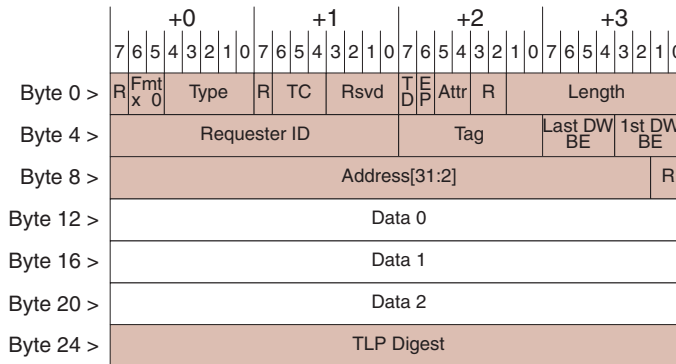 +0 +1 +2 +3
7 6 5 4 3 2 1 0 7 6 5 4 3 2 1 0 7 6 5 4 3 2 1 0 7 6 5 4 3 2 1 0
Byte 0 > R Fmt x 0 Type R TC Rsvd TD EP Attr R Length
Byte 4 > Requester ID Tag Last DW BE 1st DW BE
Byte 8 > Address[31:2] R
Byte 12 > Data 0
Byte 16 > Data 1
Byte 20 > Data 2
Byte 24 > TLP Digest